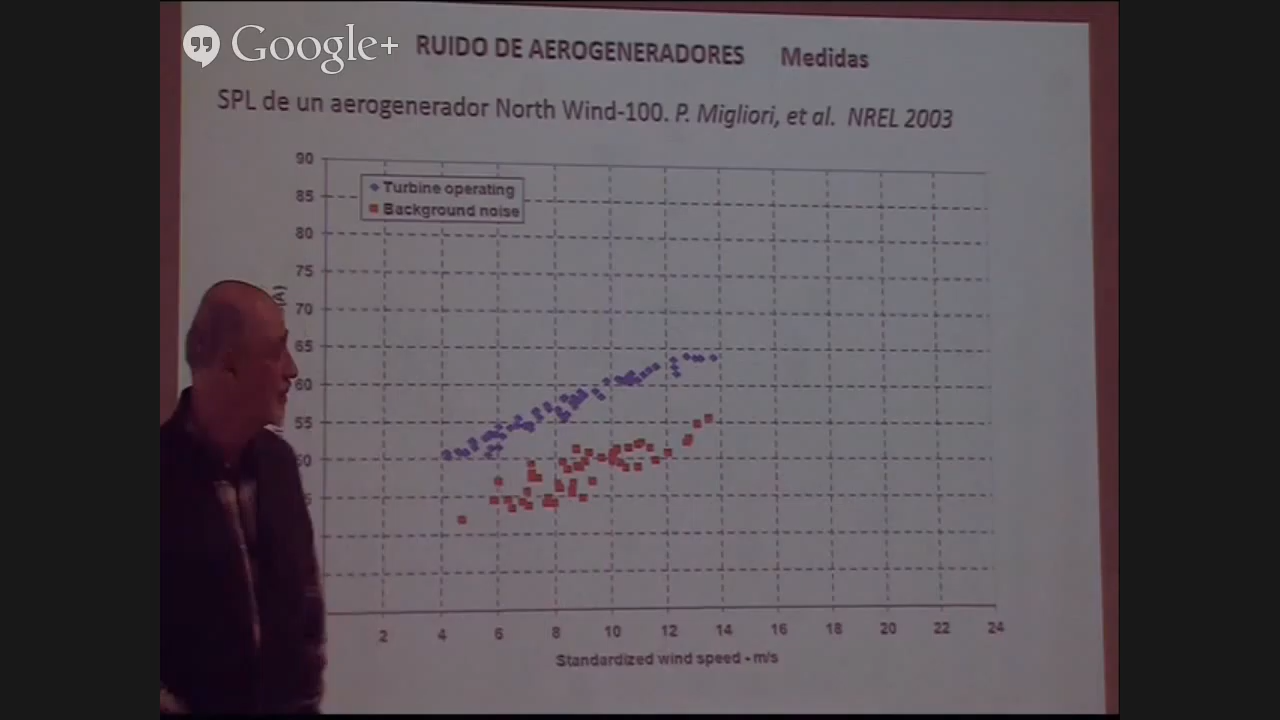 Google+
RUIDO DE AEROGENERADORES Medidas
SPL de un aerogenerador North Wind-100. P. Migliori, et al. NREL 2003
90
85
80
75
70
65
60
55
50
Turbine operating
Background noise
(A)
2 4 6 8 10 12 14 16 18 20 22 24
Standardized wind speed - m/s